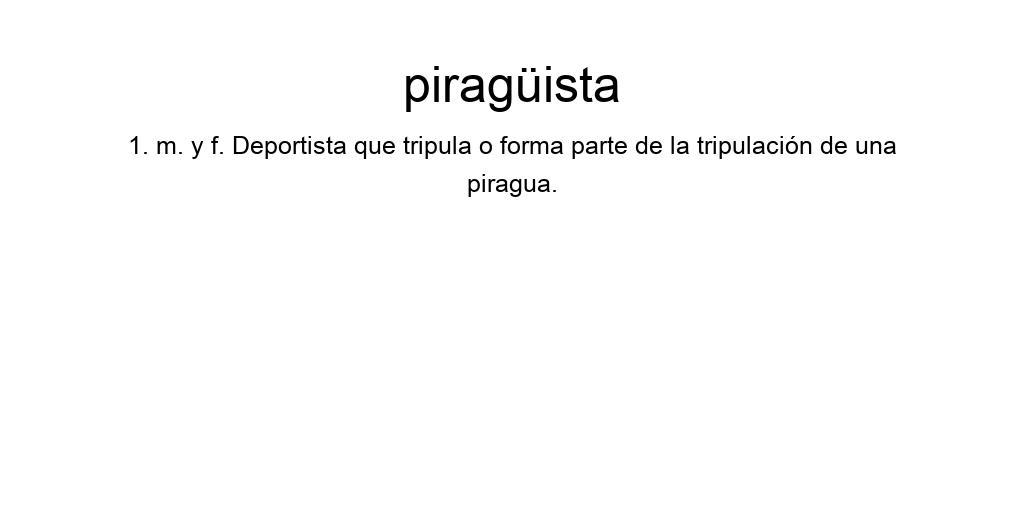 piragüista
1. m. y f. Deportista que tripula o forma parte de la tripulación de una
piragua.